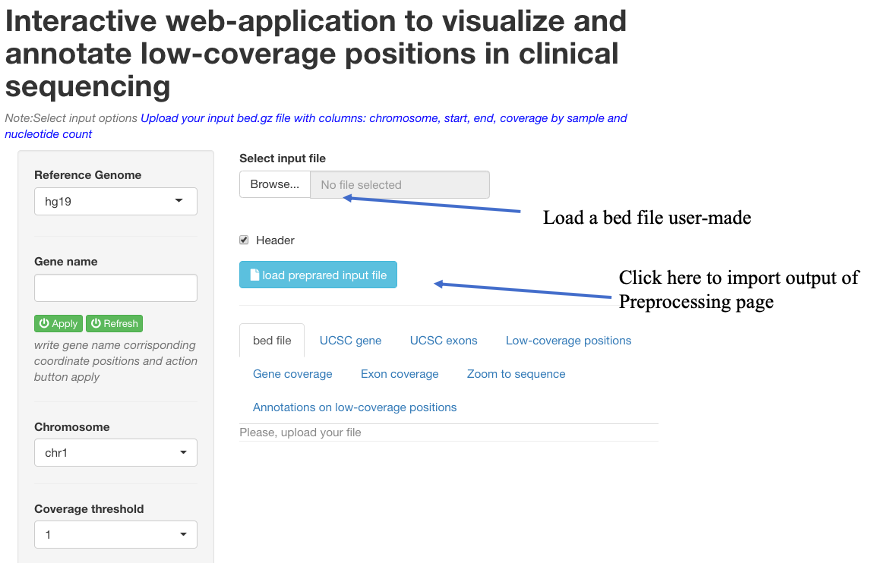 Interactive web-application to visualize and
annotate low-coverage positions in clinical
sequencing
Note:Select input options Upload your input bed.gz file with columns: chromosome, start, end, coverage by sample and
nucleotide count
Reference Genome
hg19
Gene name
Apply Refresh
write gene name corrisponding
coordinate positions and action
button apply
Chromosome
chr1
Coverage threshold
1
Select input file
Browse... No file selected
Load a bed file user-made
Header
load preprared input file
Click here to import output of
Preprocessing page
bed file UCSC gene UCSC exons Low-coverage positions
Gene coverage Exon coverage Zoom to sequence
Annotations on low-coverage positions
Please, upload your file